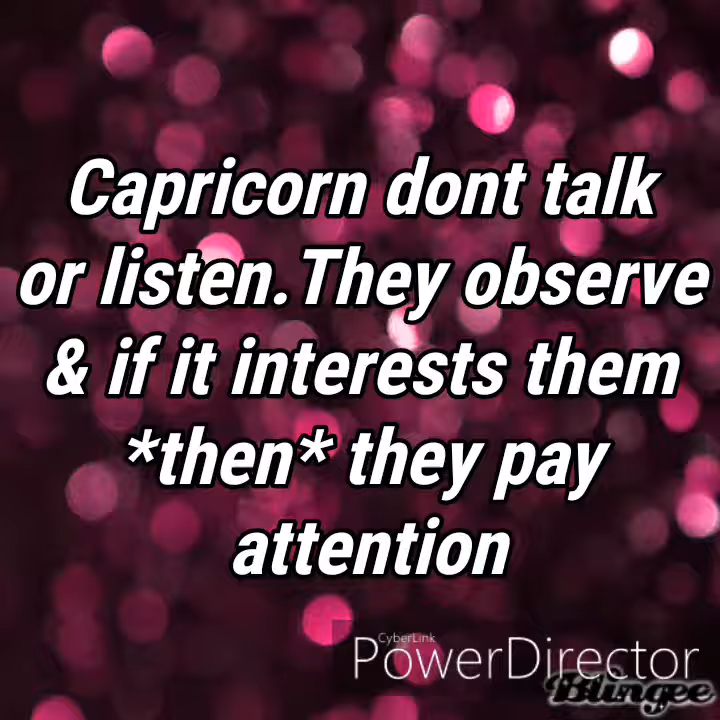 Capricorn dont talk
or listen.They observe
& if it interests them
*then* they pay
attention
CyberLink
PowerDirector
Blingee